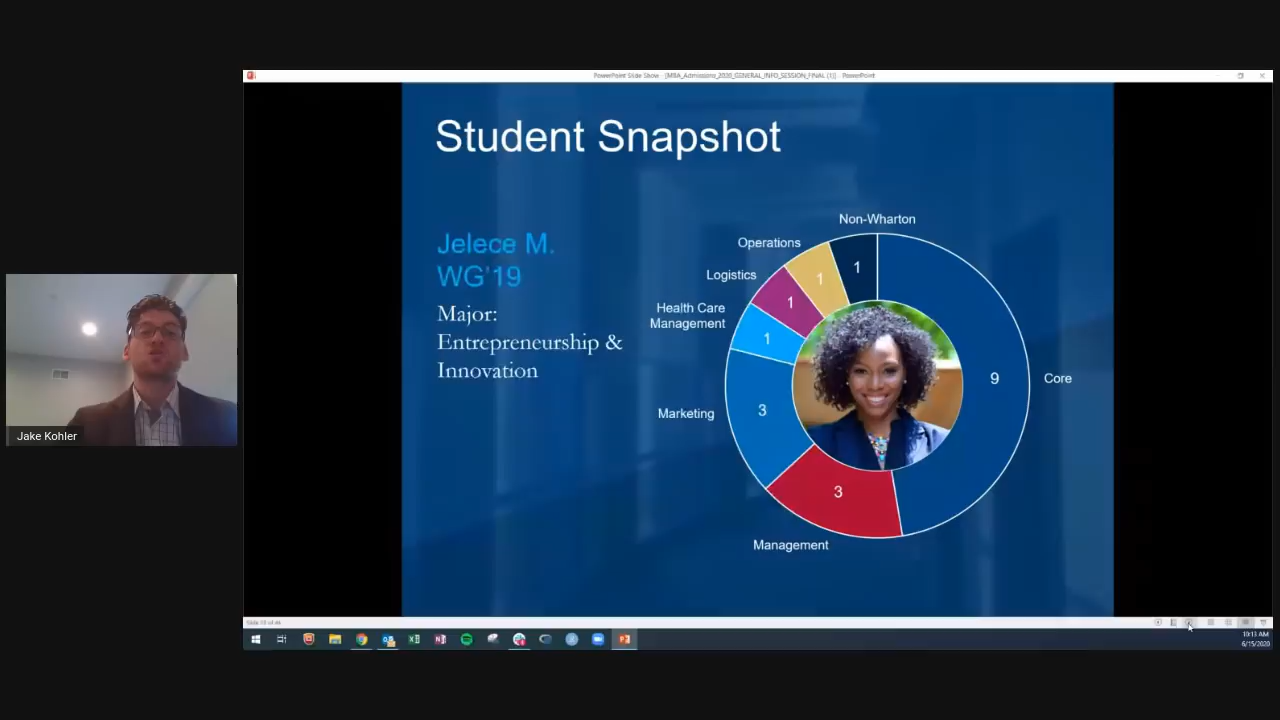 PowerPoint Slide Show - [MBA_Admissions_2020_GENERAL_INFO_SESSION_FINAL (1)] - PowerPoint
Student Snapshot
Jelece M.
WG'19
Major:
Entrepreneurship &
Innovation
Non-Wharton
Operations
Logistics
Health Care
Management
Marketing
Management
Core
1
1
1
1
3
3
9
Jake Kohler
10:13 AM
6/15/2020